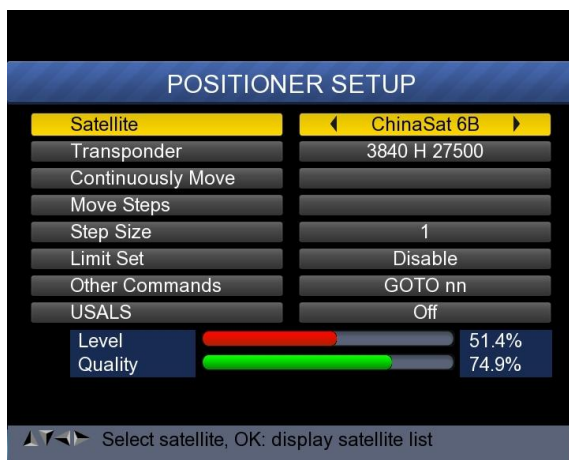 POSITIONER SETUP
Satellite ChinaSat 6B
Transponder 3840 H 27500
Continuously Move
Move Steps
Step Size 1
Limit Set Disable
Other Commands GOTO nn
USALS Off
Level 51.4%
Quality 74.9%
Select satellite, OK: display satellite list